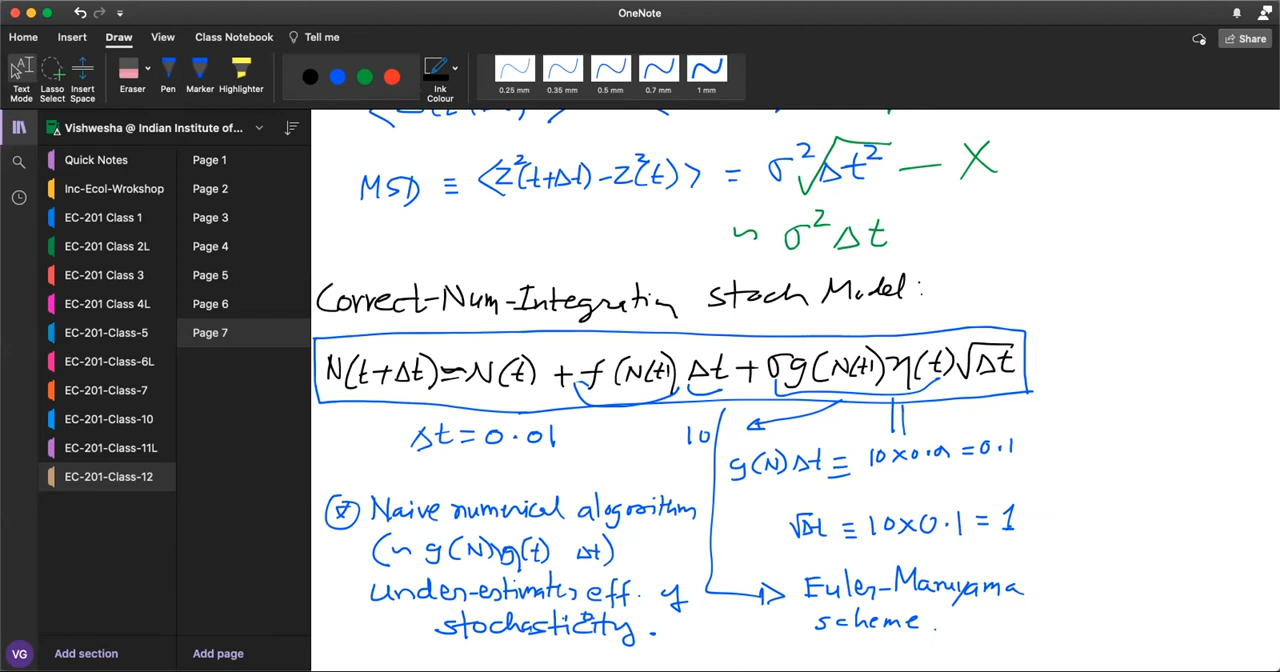 OneNote
Home Insert Draw View Class Notebook Tell me
Share
Text Mode
Lasso Select
Insert Space
Eraser
Pen
Marker
Highlighter
Ink Colour
0.25 mm 0.35 mm 0.5 mm 0.7 mm 1 mm
Vishwesha @ Indian Institute of...
Quick Notes
Inc-Ecol-Wrokshop
EC-201 Class 1
EC-201 Class 2L
EC-201 Class 3
EC-201 Class 4L
EC-201-Class-5
EC-201-Class-6L
EC-201-Class-7
EC-201-Class-10
EC-201-Class-11L
EC-201-Class-12
Page 1
Page 2
Page 3
Page 4
Page 5
Page 6
Page 7
MSD ≡ <z²(t+Δt)-z²(t)> = σ²√Δt² — X
~ σ²Δt
Correct-Num-Integrating stoch Model:
N(t+Δt)=N(t) + f(N(t)) Δt + σg(N(t))η(t)√Δt
Δt = 0.01
10
g(N)Δt ≡ 10×0.01 = 0.1
√Δt ≡ 10×0.1 = 1
Naive numerical alogorithm
(~ g(N)η(t) Δt)
under-estimates eff. of
stochasticity.
Euler-Maruyama
scheme.
VG
Add section
Add page